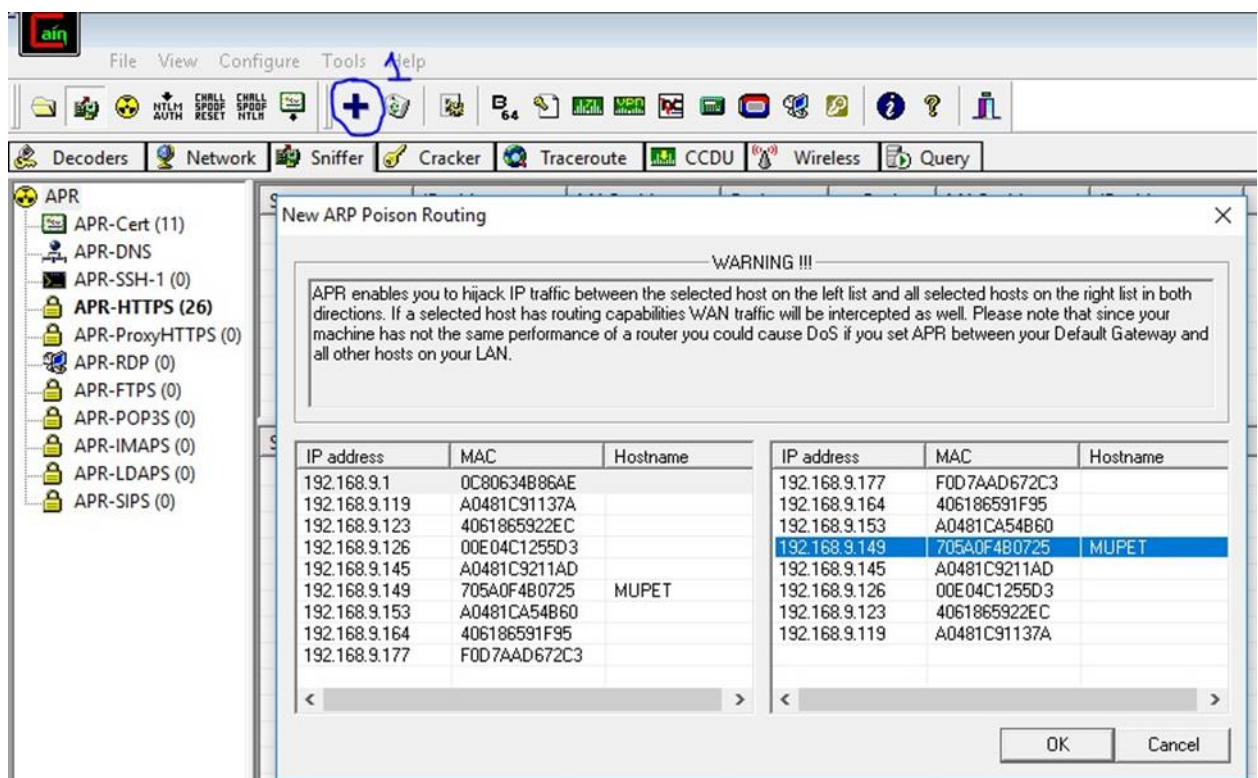 aín
File View Configure Tools Help
1
NTLM AUTH CHALL SPOOF RESET CHALL SPOOF NTLM B64
Decoders Network Sniffer Cracker Traceroute CCDU Wireless Query
APR
APR-Cert (11)
APR-DNS
APR-SSH-1 (0)
APR-HTTPS (26)
APR-ProxyHTTPS (0)
APR-RDP (0)
APR-FTPS (0)
APR-POP3S (0)
APR-IMAPS (0)
APR-LDAPS (0)
APR-SIPS (0)
New ARP Poison Routing
WARNING !!!
APR enables you to hijack IP traffic between the selected host on the left list and all selected hosts on the right list in both
directions. If a selected host has routing capabilities WAN traffic will be intercepted as well. Please note that since your
machine has not the same performance of a router you could cause DoS if you set APR between your Default Gateway and
all other hosts on your LAN.
IP address MAC Hostname
192.168.9.1 0C80634B86AE
192.168.9.119 A0481C91137A
192.168.9.123 4061865922EC
192.168.9.126 00E04C1255D3
192.168.9.145 A0481C9211AD
192.168.9.149 705A0F4B0725 MUPET
192.168.9.153 A0481CA54B60
192.168.9.164 406186591F95
192.168.9.177 F0D7AAD672C3
IP address MAC Hostname
192.168.9.177 F0D7AAD672C3
192.168.9.164 406186591F95
192.168.9.153 A0481CA54B60
192.168.9.149 705A0F4B0725 MUPET
192.168.9.145 A0481C9211AD
192.168.9.126 00E04C1255D3
192.168.9.123 4061865922EC
192.168.9.119 A0481C91137A
OK Cancel